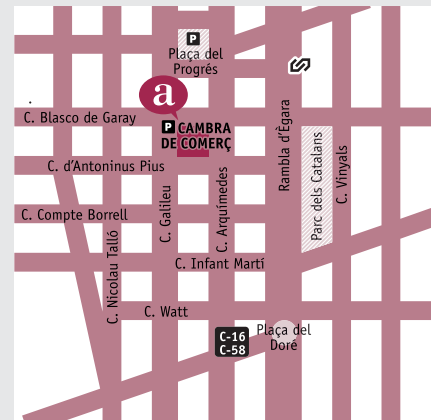 P
Plaça del
Progrés
a
C. Blasco de Garay
P CAMBRA
DE COMERÇ
C. d'Antoninus Pius
C. Compte Borrell
C. Nicolau Talló
C. Galileu
C. Arquimedes
Rambla d'Ègara
Parc dels Catalans
C. Vinyals
C. Infant Martí
C. Watt
C-16
C-58
Plaça del
Doré